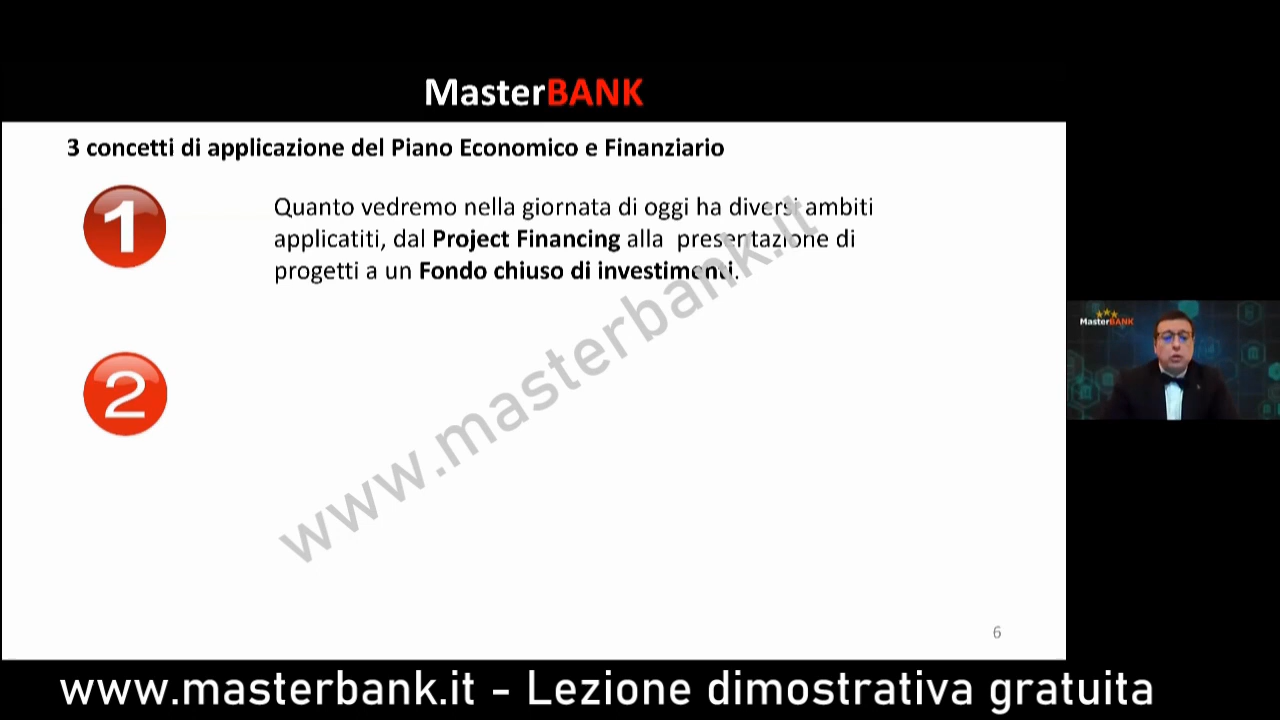 MasterBANK
3 concetti di applicazione del Piano Economico e Finanziario
1
Quanto vedremo nella giornata di oggi ha diversi ambiti
applicatiti, dal Project Financing alla presentazione di
progetti a un Fondo chiuso di investimenti.
2
www.masterbank.it
MasterBANK
6
www.masterbank.it - Lezione dimostrativa gratuita